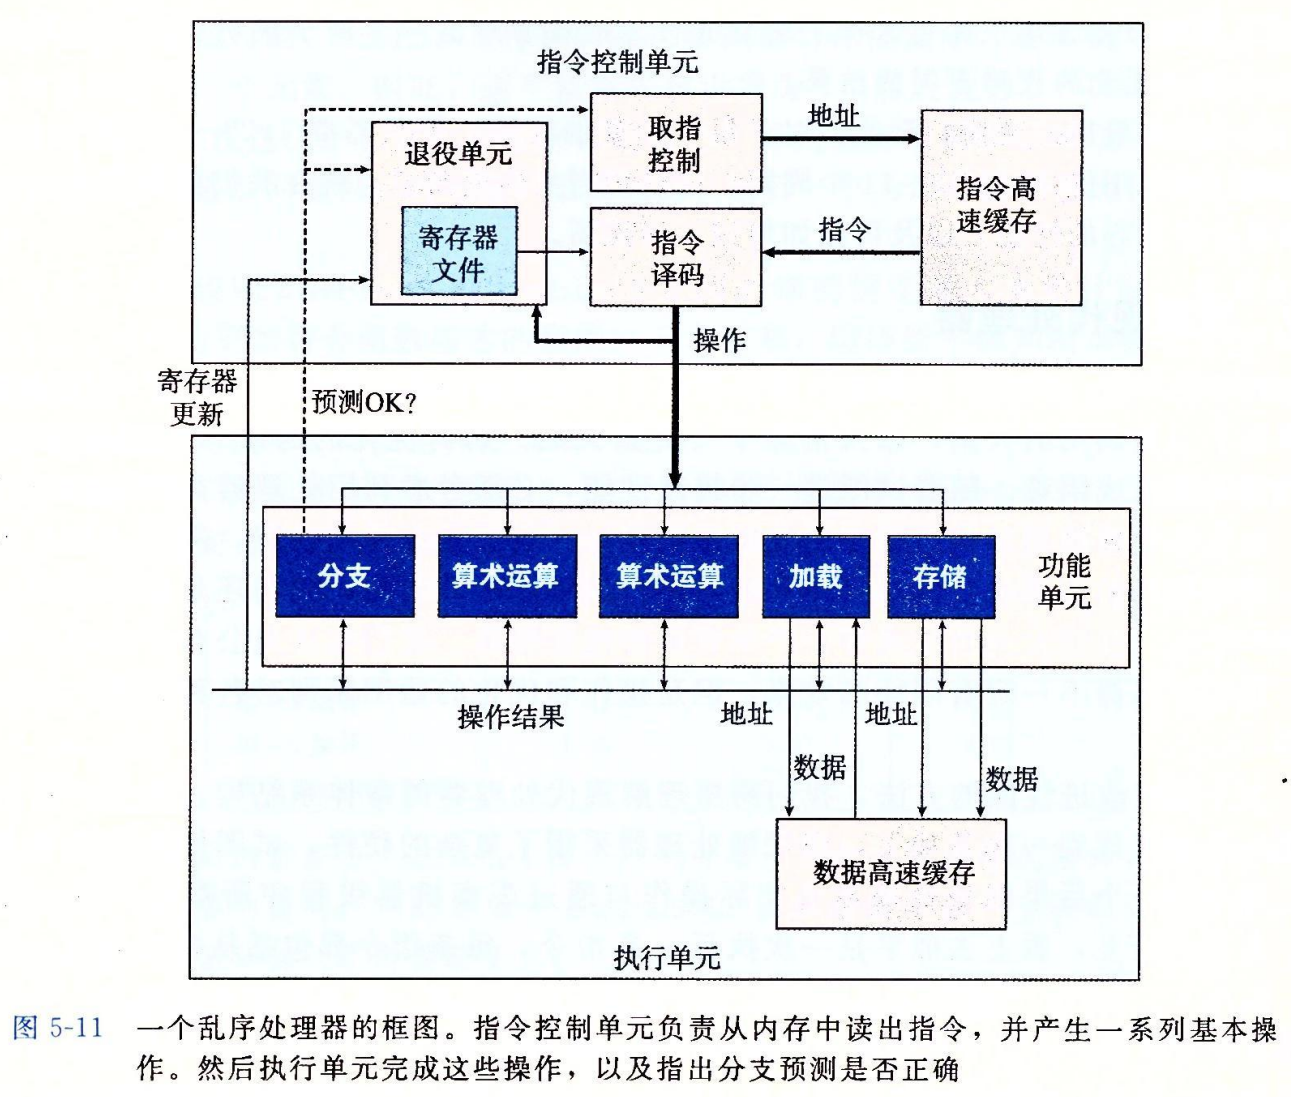 指令控制单元
取指
控制
地址
指令高
速缓存
退役单元
寄存器
文件
指令
译码
指令
操作
寄存器
更新
预测OK?
分支
算术运算
算术运算
加载
存储
功能
单元
操作结果
地址
地址
数据
数据
数据高速缓存
执行单元
图 5-11 一个乱序处理器的框图。指令控制单元负责从内存中读出指令，并产生一系列基本操
作。然后执行单元完成这些操作，以及指出分支预测是否正确